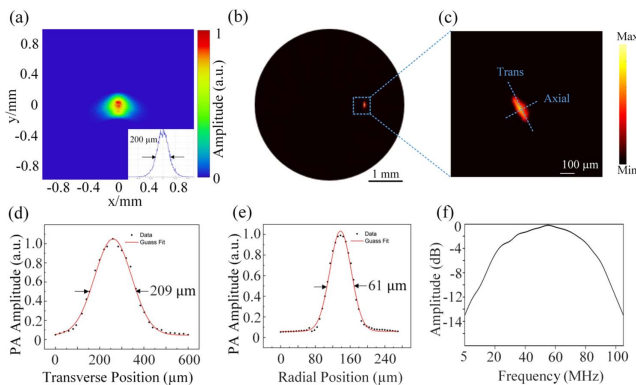 (a)
1
0.8
0.6
0.4
0.2
0
Amplitude (a.u.)
0.8
0.4
0
-0.4
-0.8
y/mm
-0.8
-0.4
0
0.4
0.8
x/mm
200 µm
(b)
1 mm
(c)
Trans
Axial
100 µm
Max
Min
(d)
Data
Guass Fit
1.0
0.8
0.6
0.4
0.2
0
PA Amplitude (a.u.)
209 µm
0
200
400
600
Transverse Position (µm)
(e)
Data
Guass Fit
1.0
0.8
0.6
0.4
0.2
0
PA Amplitude (a.u.)
61 µm
0
80
160
240
Radial Position (µm)
(f)
0
-4
-8
-12
-14
Amplitude (dB)
5
20
40
60
80
100
Frequency (MHz)